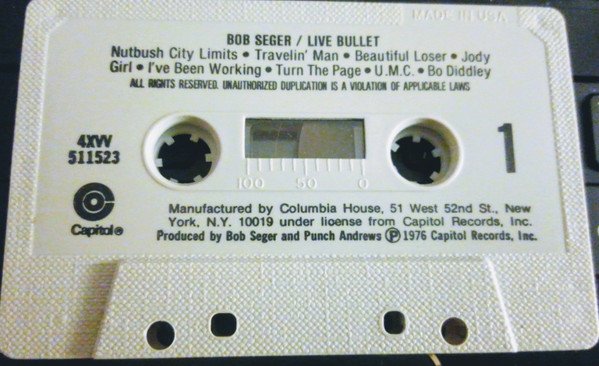 MADE IN USA
BOB SEGER / LIVE BULLET
Nutbush City Limits • Travelin' Man • Beautiful Loser • Jody
Girl • I've Been Working • Turn The Page • U.M.C. • Bo Diddley
ALL RIGHTS RESERVED. UNAUTHORIZED DUPLICATION IS A VIOLATION OF APPLICABLE LAWS
4XVV
511523
1
100 50 0
Capitol®
Manufactured by Columbia House, 51 West 52nd St., New
York, N.Y. 10019 under license from Capitol Records, Inc.
Produced by Bob Seger and Punch Andrews ℗ 1976 Capitol Records, Inc.